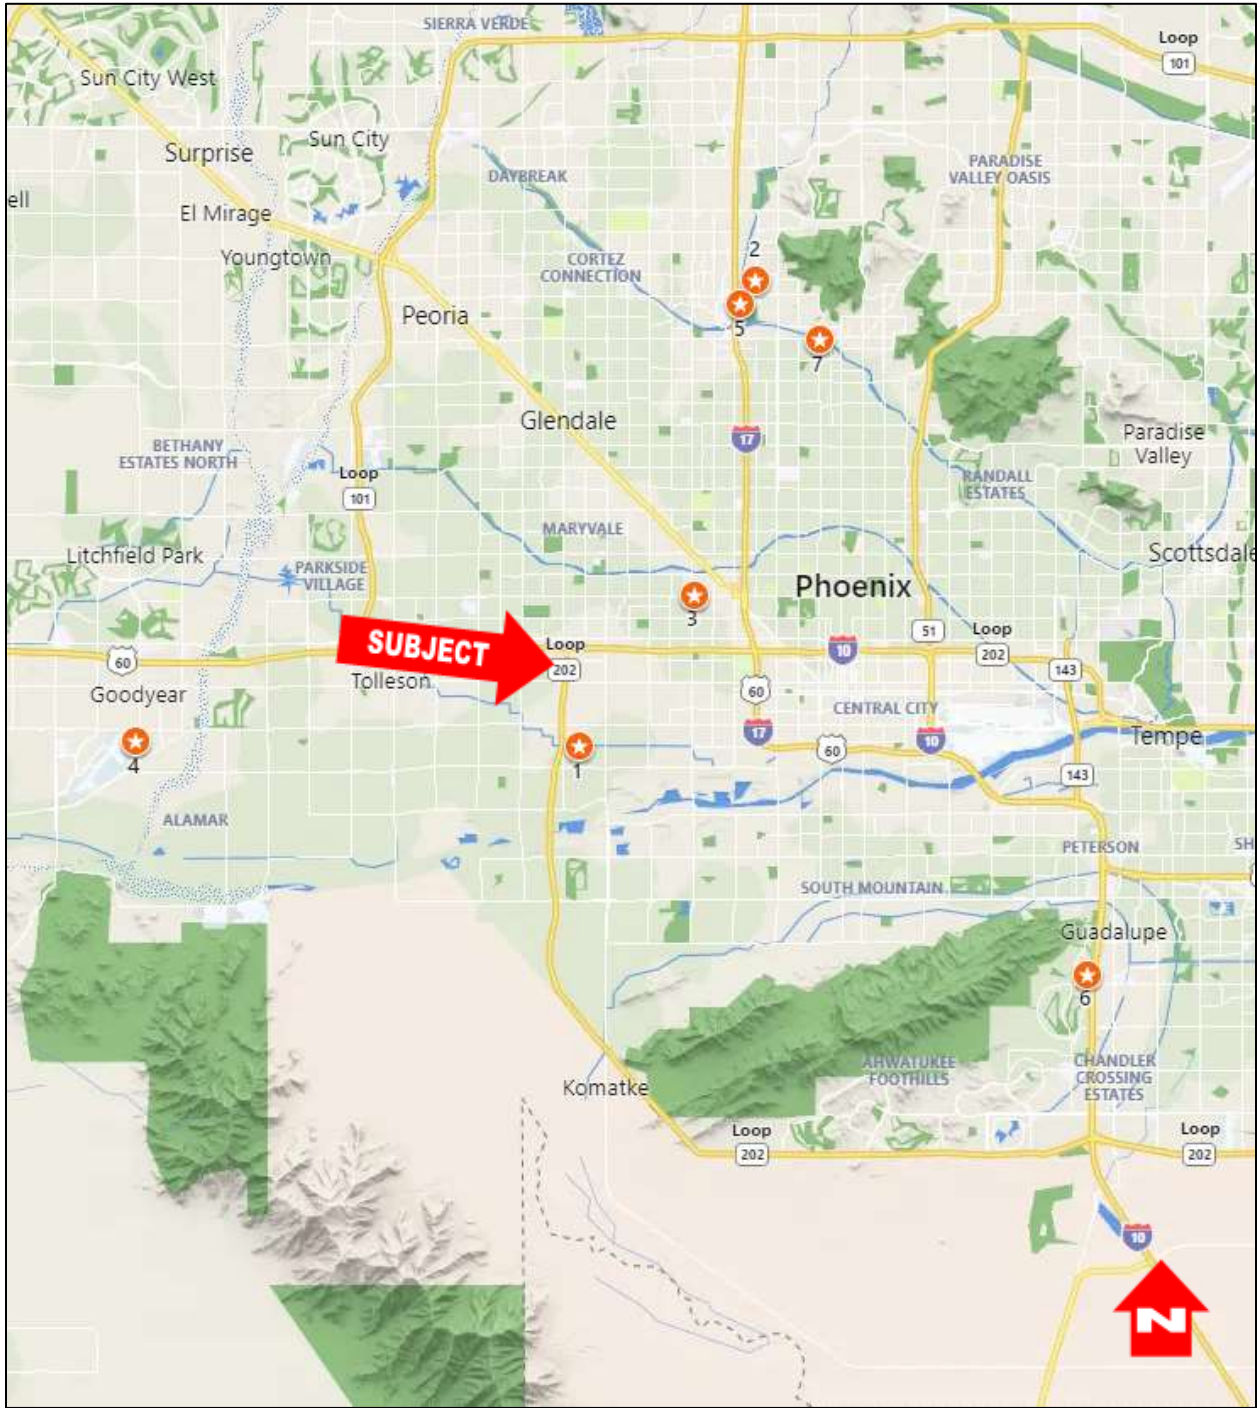 SIERRA VERDE
Loop
101
Sun City West
Sun City
Surprise
PARADISE
VALLEY OASIS
DAYBREAK
ell
El Mirage
Youngtown
2
CORTEZ
CONNECTION
Peoria
5
7
Glendale
17
Paradise
Valley
BETHANY
ESTATES NORTH
Loop
101
RANDALL
ESTATES
MARYVALE
Litchfield Park
PARKSIDE
VILLAGE
Scottsdale
Phoenix
3
SUBJECT
Loop
202
51
Loop
202
10
143
60
Tolleson
Goodyear
60
CENTRAL CITY
17
60
10
Tempe
4
1
143
ALAMAR
PETERSON
SH
SOUTH MOUNTAIN
Guadalupe
6
AHWATUKEE
FOOTHILLS
CHANDLER
CROSSING
ESTATES
Komatke
Loop
202
Loop
202
10
N